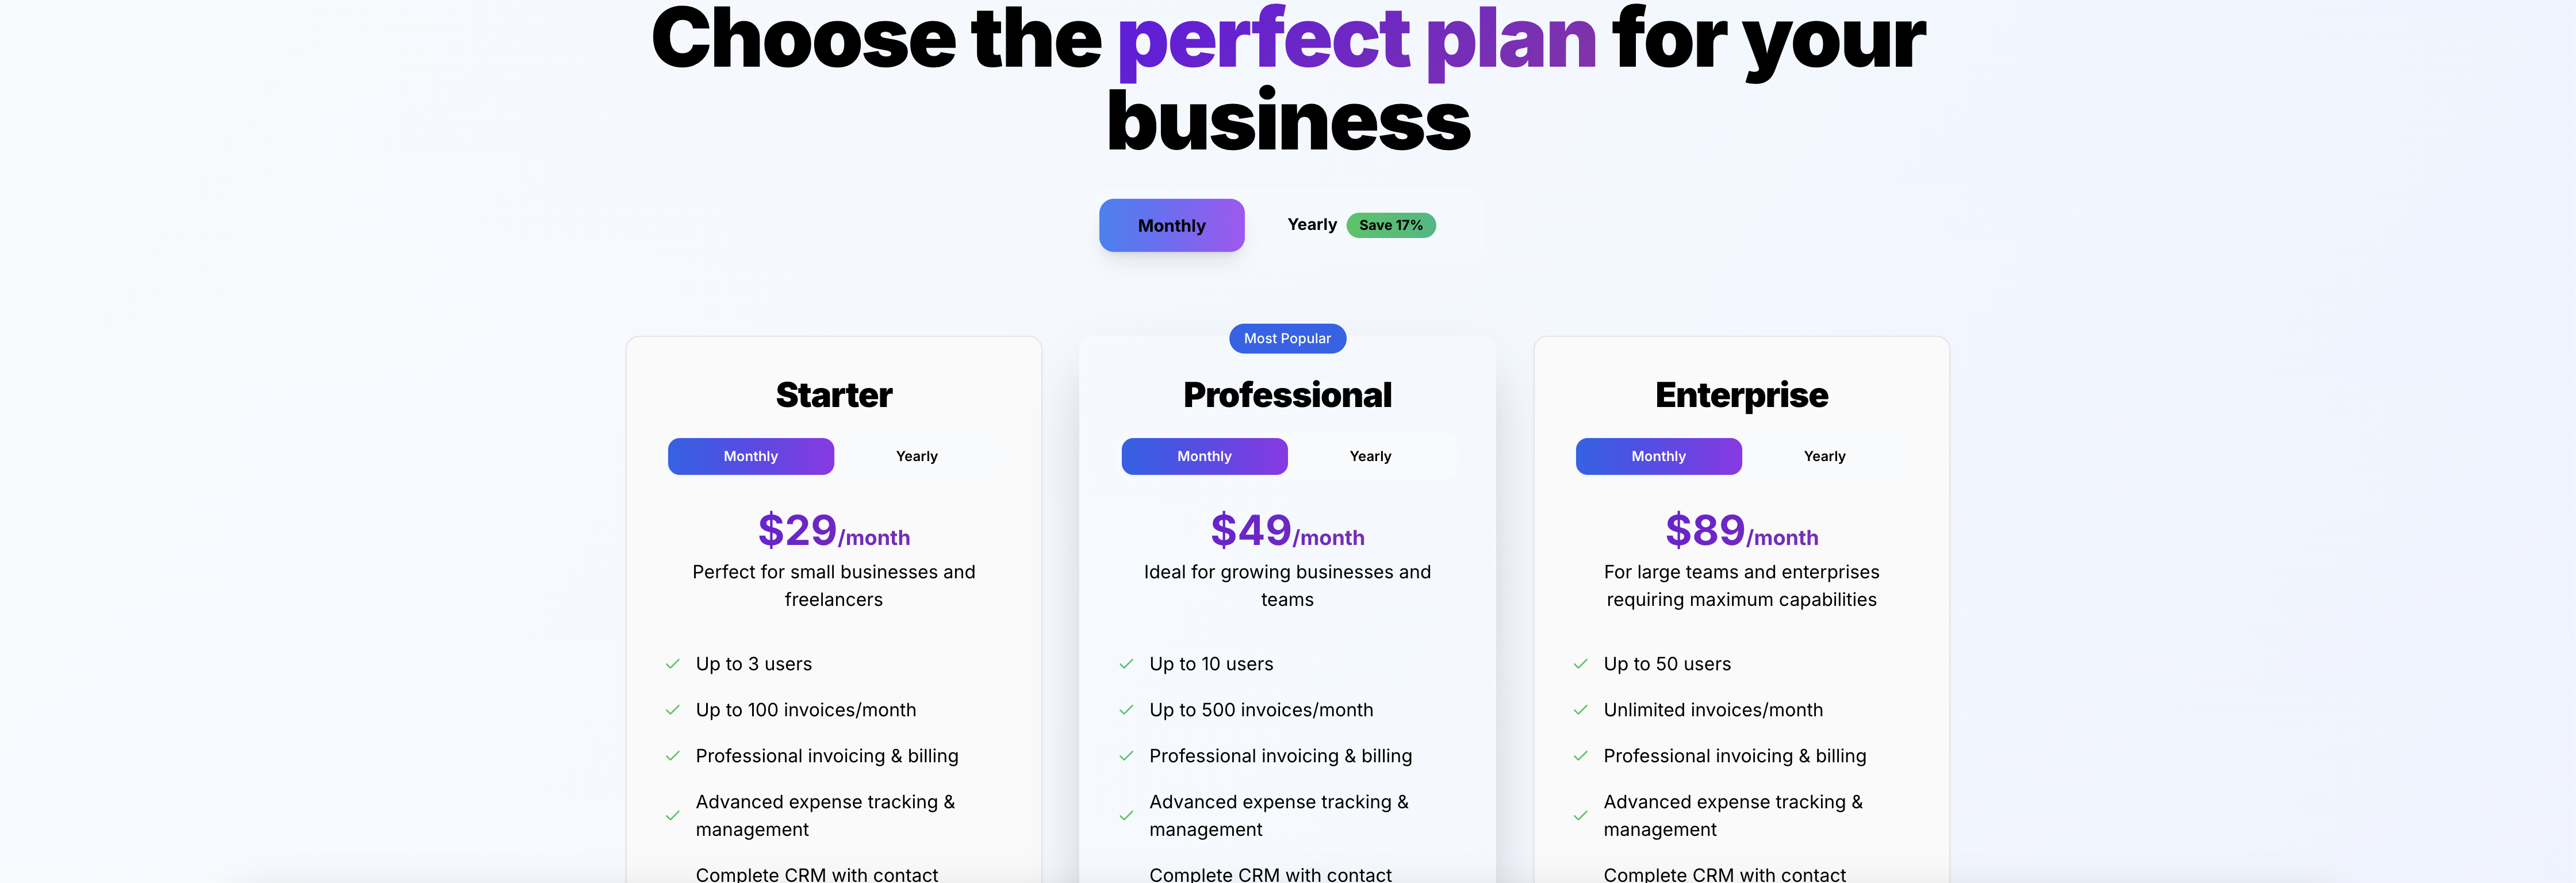 Choose the perfect plan for your
business
Monthly
Yearly Save 17%
Most Popular
Starter
Monthly Yearly
$29/month
Perfect for small businesses and
freelancers
Up to 3 users
Up to 100 invoices/month
Professional invoicing & billing
Advanced expense tracking &
management
Complete CRM with contact
Professional
Monthly Yearly
$49/month
Ideal for growing businesses and
teams
Up to 10 users
Up to 500 invoices/month
Professional invoicing & billing
Advanced expense tracking &
management
Complete CRM with contact
Enterprise
Monthly Yearly
$89/month
For large teams and enterprises
requiring maximum capabilities
Up to 50 users
Unlimited invoices/month
Professional invoicing & billing
Advanced expense tracking &
management
Complete CRM with contact